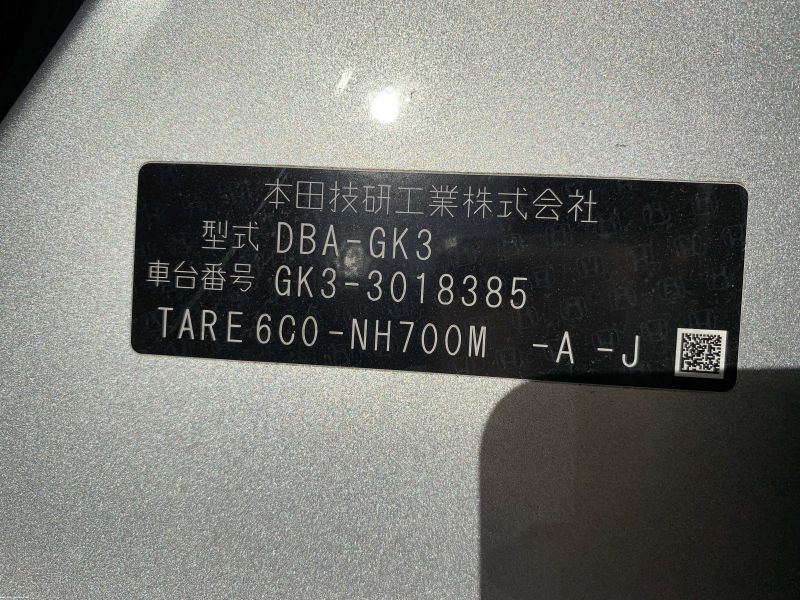 本田技研工業株式会社
型式 DBA-GK3
車台番号 GK3-3018385
TARE6C0-NH700M -A -J